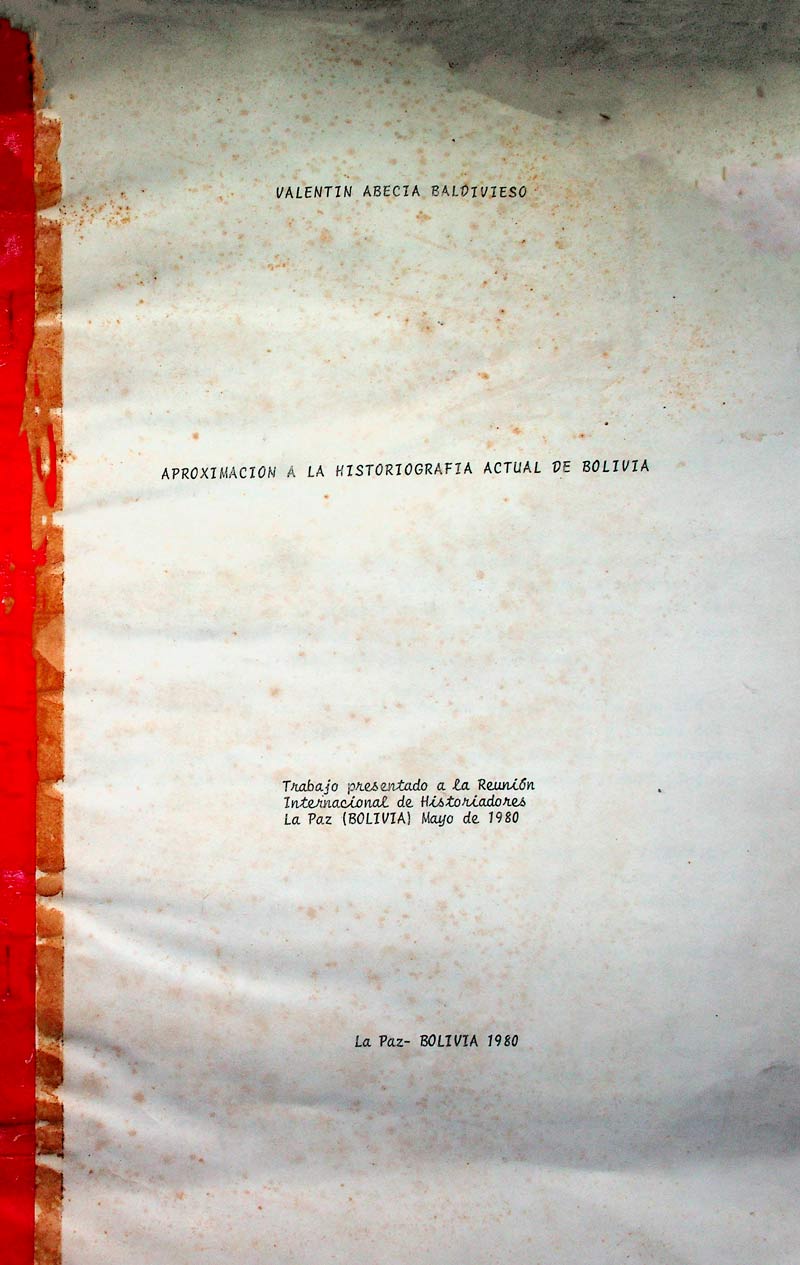 VALENTIN ABECIA BALDIVIESO
APROXIMACION A LA HISTORIOGRAFIA ACTUAL DE BOLIVIA
Trabajo presentado a la Reunión
Internacional de Historiadores
La Paz (BOLIVIA) Mayo de 1980
La Paz- BOLIVIA 1980